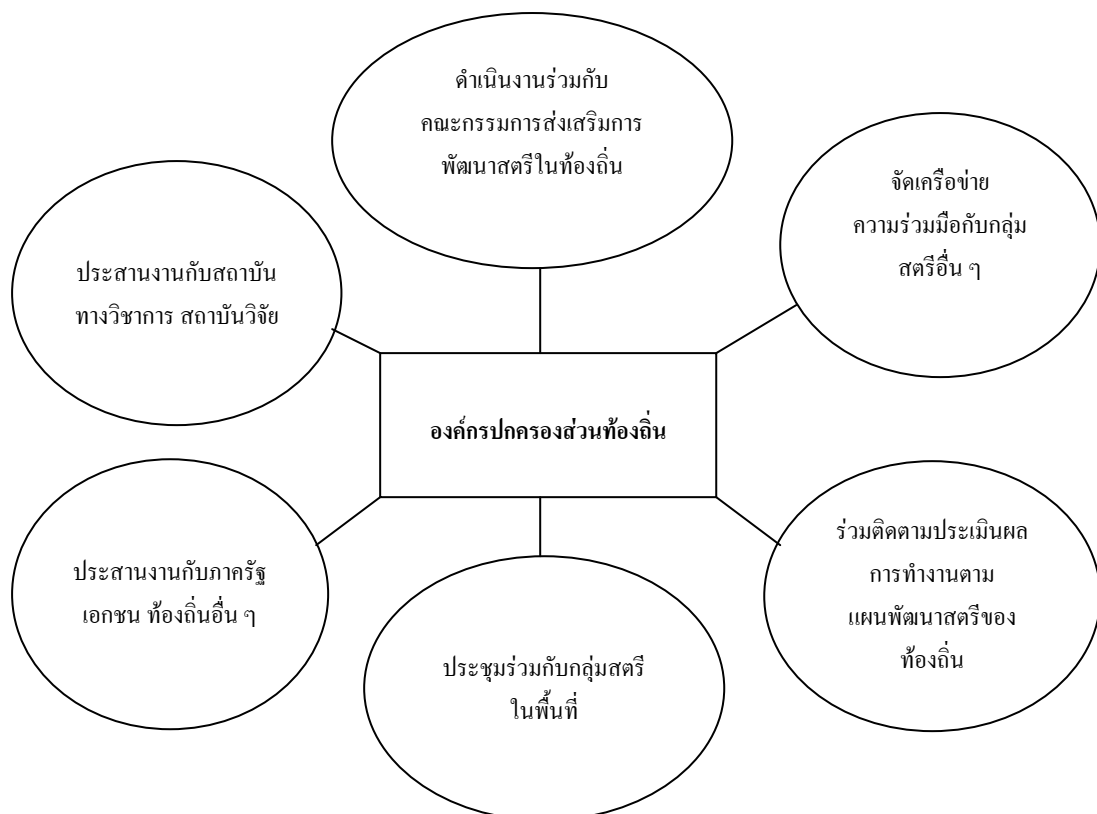 ดำเนินงานร่วมกับ
คณะกรรมการส่งเสริมการ
พัฒนาสตรีในท้องถิ่น
จัดเครือข่าย
ความร่วมมือกับกลุ่ม
สตรีอื่น ๆ
ประสานงานกับสถาบัน
ทางวิชาการ สถาบันวิจัย
องค์กรปกครองส่วนท้องถิ่น
ร่วมติดตามประเมินผล
การทำงานตาม
แผนพัฒนาสตรีของ
ท้องถิ่น
ประสานงานกับภาครัฐ
เอกชน ท้องถิ่นอื่น ๆ
ประชุมร่วมกับกลุ่มสตรี
ในพื้นที่